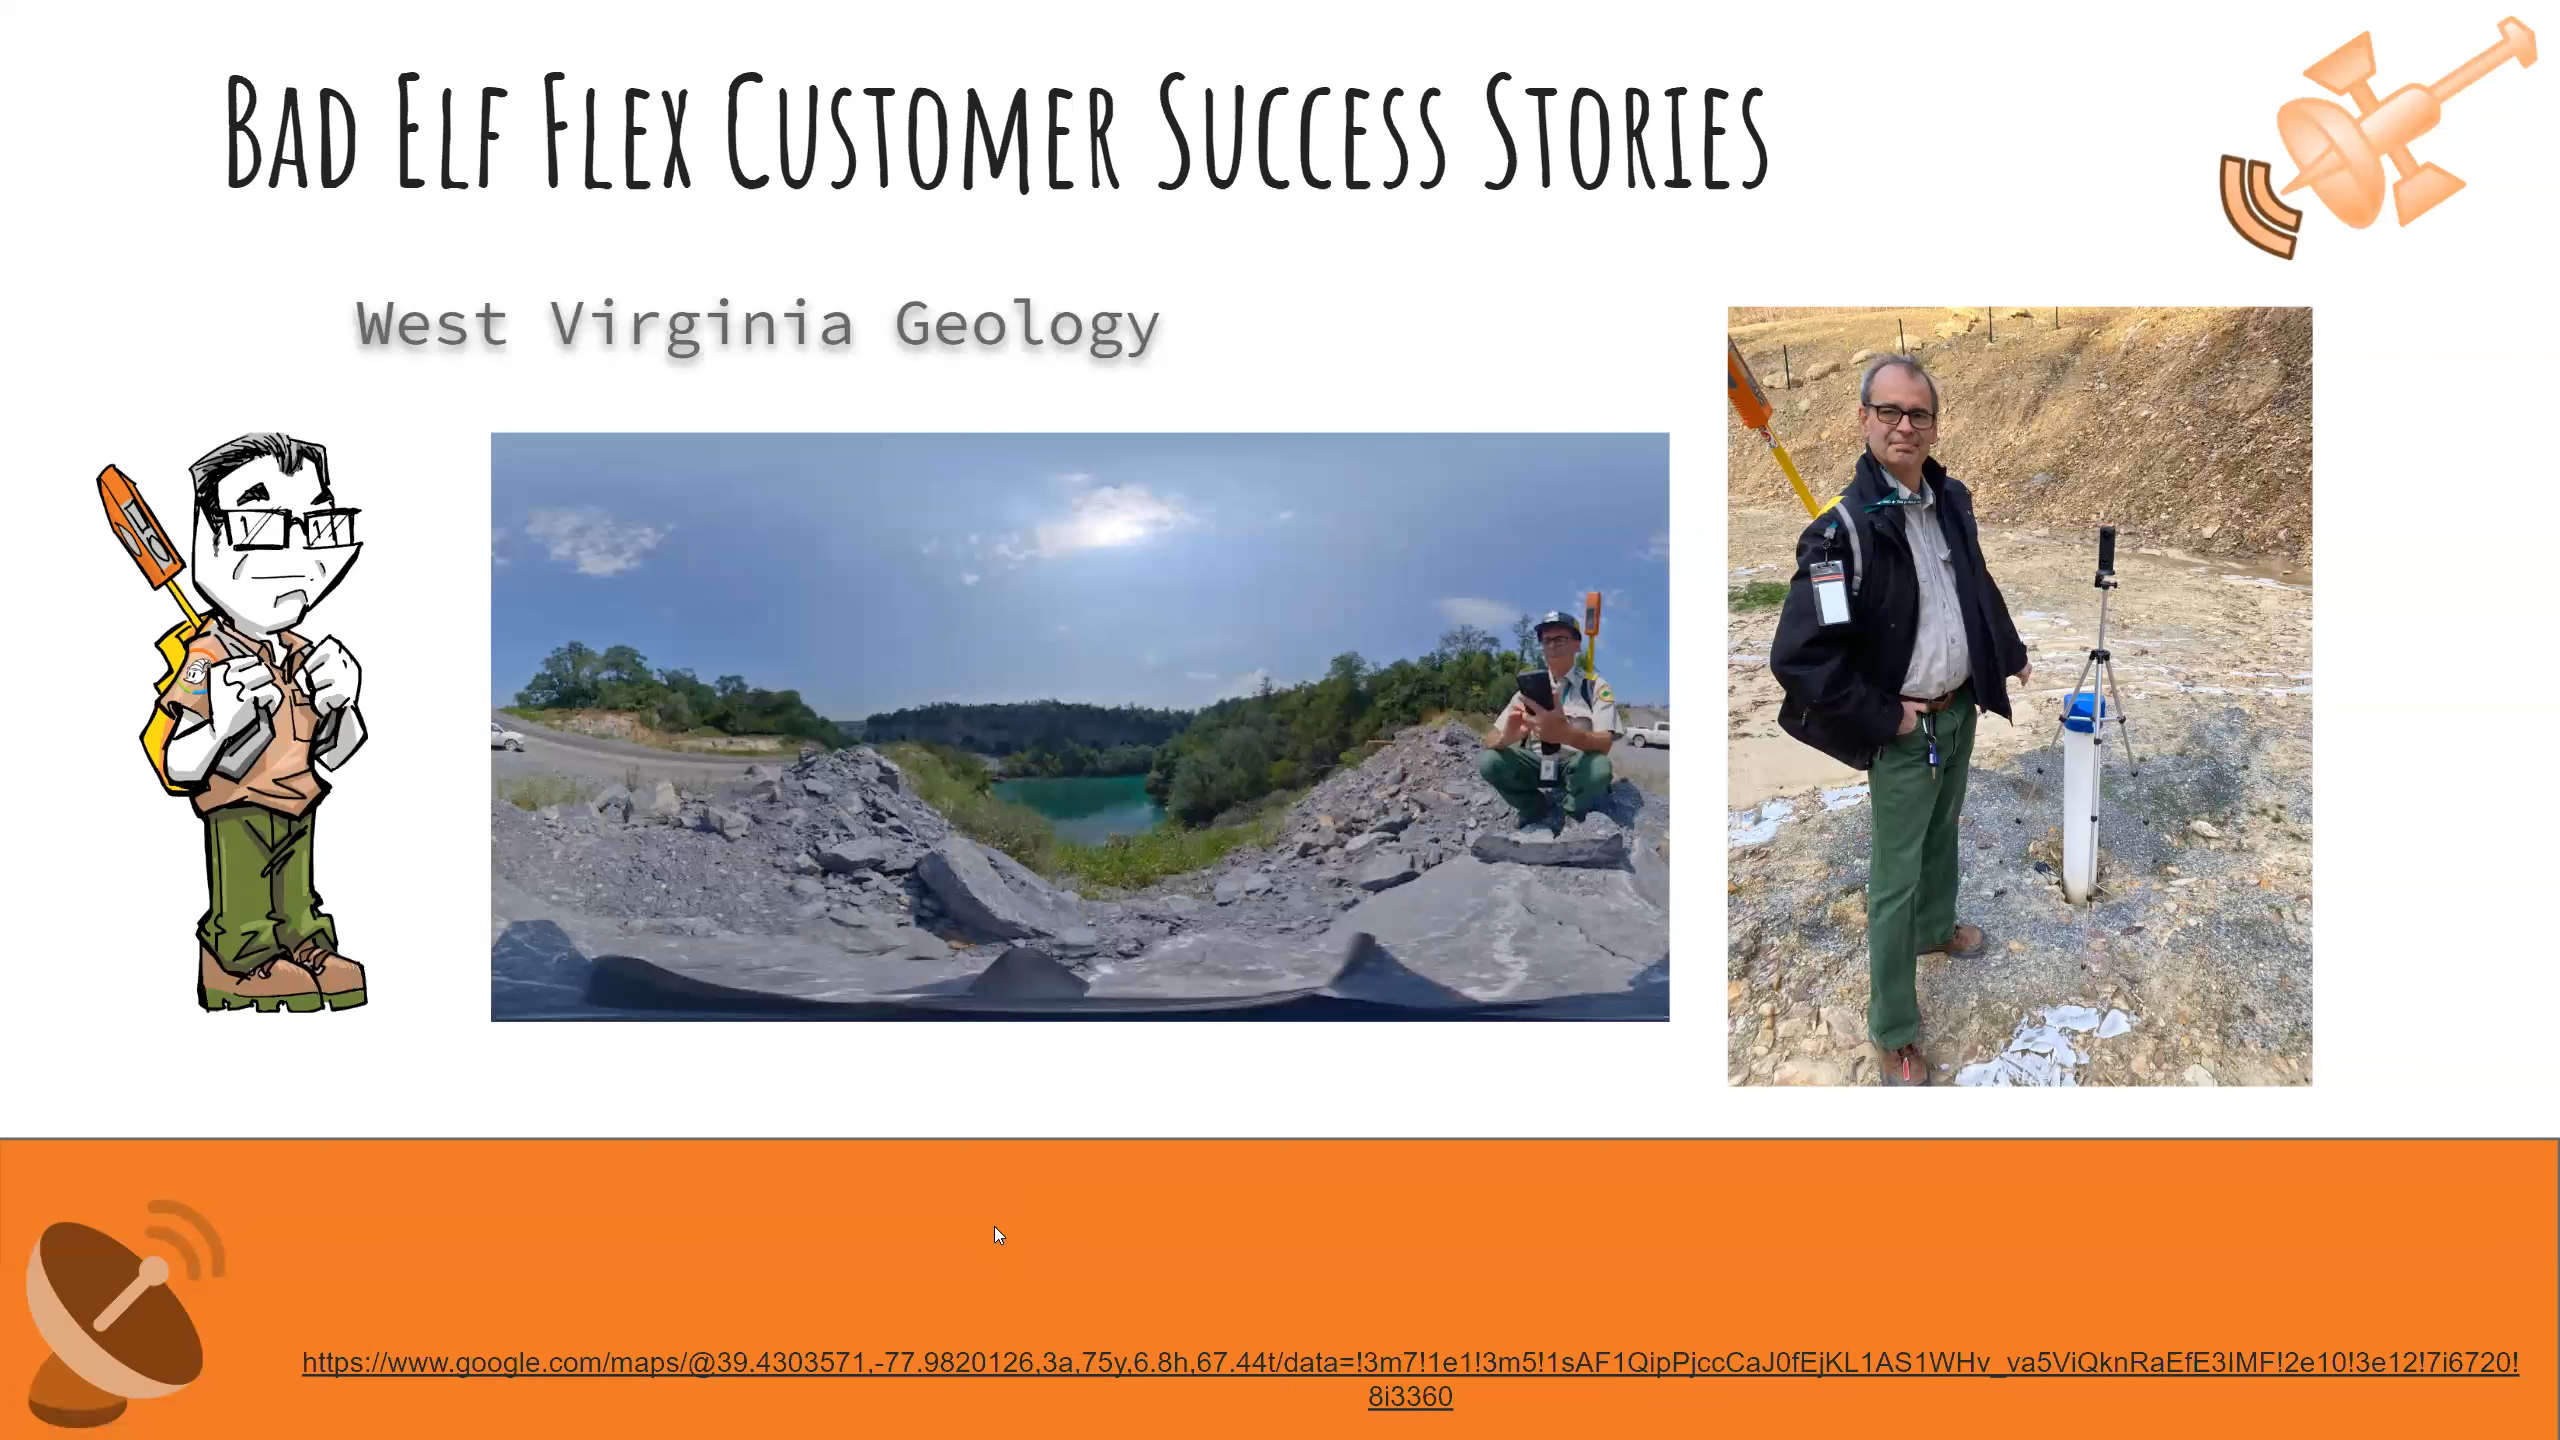 Bad Elf Flex Customer Success Stories
West Virginia Geology
https://www.google.com/maps/@39.4303571,-77.9820126,3a,75y,6.8h,67.44t/data=!3m7!1e1!3m5!1sAF1QipPjccCaJ0fEjKL1AS1WHv_va5ViQknRaEfE3IMF!2e10!3e12!7i6720!
8i3360